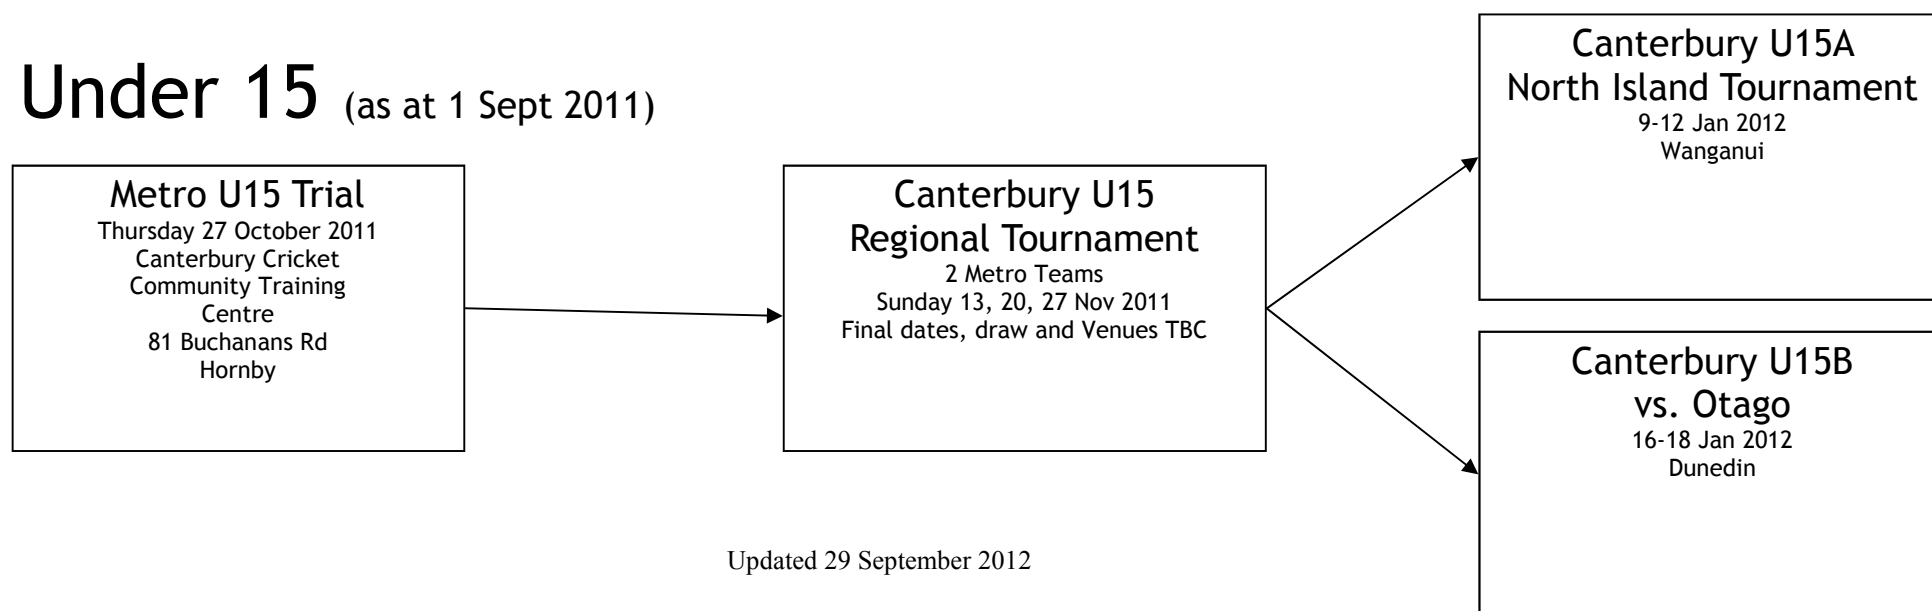 Under 15 (as at 1 Sept 2011)
Metro U15 Trial
Thursday 27 October 2011
Canterbury Cricket
Community Training
Centre
81 Buchanans Rd
Hornby
Canterbury U15
Regional Tournament
2 Metro Teams
Sunday 13, 20, 27 Nov 2011
Final dates, draw and Venues TBC
Canterbury U15A
North Island Tournament
9-12 Jan 2012
Wanganui
Canterbury U15B
vs. Otago
16-18 Jan 2012
Dunedin
Updated 29 September 2012